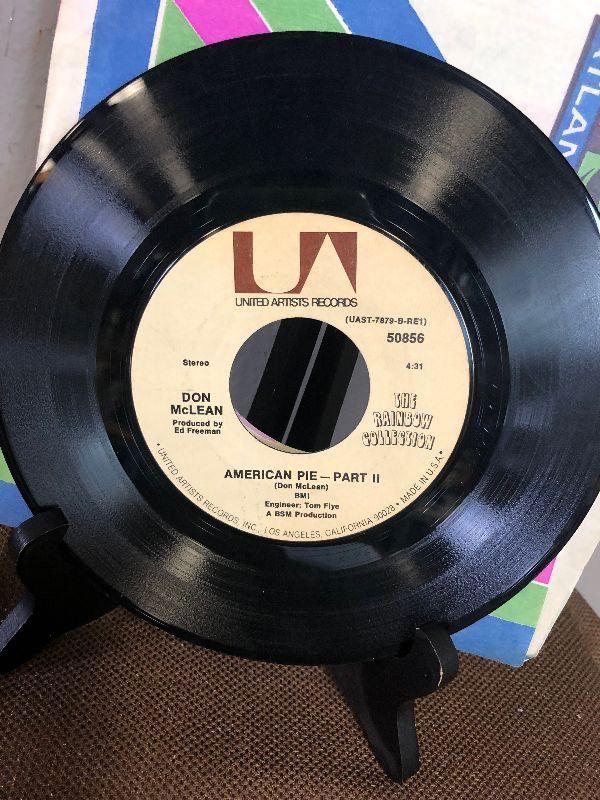 ATLAN
UA
UNITED ARTISTS RECORDS
(UAST-7879-B-RE1)
50856
Stereo
4:31
DON
McLEAN
Produced by
Ed Freeman
THE
RAINBOW
COLLECTION
AMERICAN PIE — PART II
(Don McLean)
BMI
Engineer: Tom Flye
A BSM Production
• UNITED ARTISTS RECORDS, INC., LOS ANGELES, CALIFORNIA 90028 • MADE IN U.S.A. •